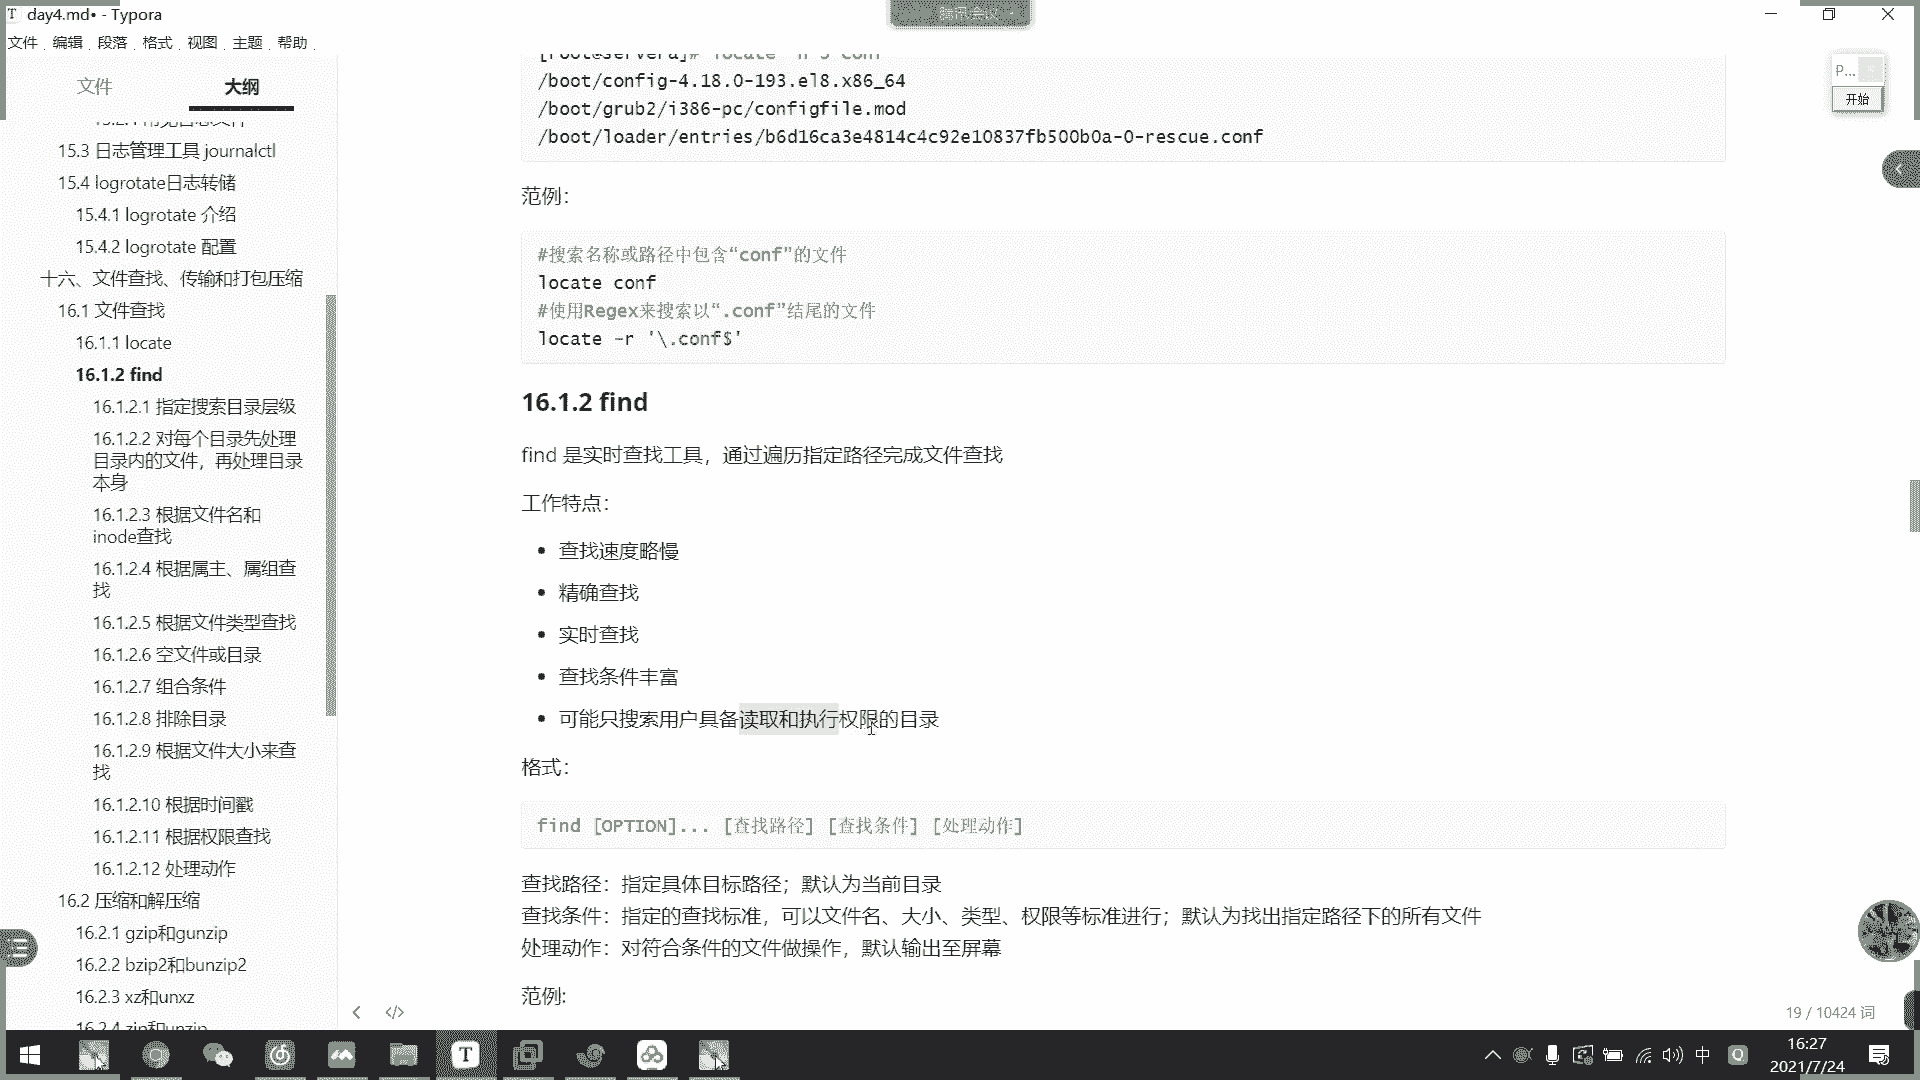 day4.md• - Typora
腾讯会议
文件 编辑 段落 格式 视图 主题 帮助
文件
大纲
15.3 日志管理工具 journalctl
15.4 logrotate日志转储
15.4.1 logrotate 介绍
15.4.2 logrotate 配置
十六、文件查找、传输和打包压缩
16.1 文件查找
16.1.1 locate
16.1.2 find
16.1.2.1 指定搜索目录层级
16.1.2.2 对每个目录先处理
目录内的文件，再处理目录
本身
16.1.2.3 根据文件名和
inode查找
16.1.2.4 根据属主、属组查
找
16.1.2.5 根据文件类型查找
16.1.2.6 空文件或目录
16.1.2.7 组合条件
16.1.2.8 排除目录
16.1.2.9 根据文件大小来查
找
16.1.2.10 根据时间戳
16.1.2.11 根据权限查找
16.1.2.12 处理动作
16.2 压缩和解压缩
16.2.1 gzip和gunzip
16.2.2 bzip2和bunzip2
16.2.3 xz和unxz
16.2.4 zip和unzip
/boot/config-4.18.0-193.el8.x86_64
/boot/grub2/i386-pc/configfile.mod
/boot/loader/entries/b6d16ca3e4814c4c92e10837fb500b0a-0-rescue.conf
范例：
#搜索名称或路径中包含“conf”的文件
locate conf
#使用Regex来搜索以“.conf”结尾的文件
locate -r '\.conf$'
16.1.2 find
find 是实时查找工具，通过遍历指定路径完成文件查找
工作特点：
• 查找速度略慢
• 精确查找
• 实时查找
• 查找条件丰富
• 可能只搜索用户具备读取和执行权限的目录
格式：
find [OPTION]... [查找路径] [查找条件] [处理动作]
查找路径：指定具体目标路径；默认为当前目录
查找条件：指定的查找标准，可以文件名、大小、类型、权限等标准进行；默认为找出指定路径下的所有文件
处理动作：对符合条件的文件做操作，默认输出至屏幕
范例:
P...
开始
19 / 10424 词
中
16:27
2021/7/24